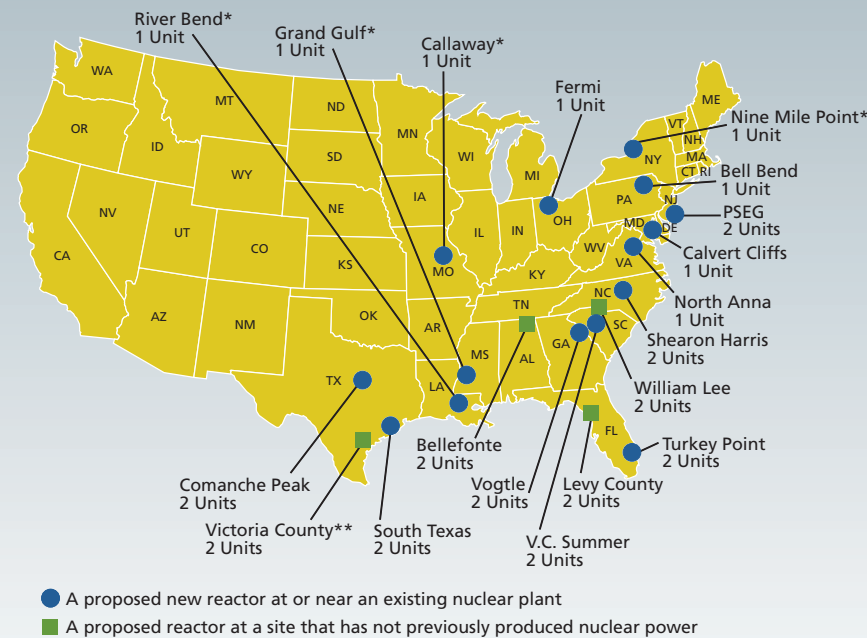 River Bend*
1 Unit
Grand Gulf*
1 Unit
Callaway*
1 Unit
Fermi
1 Unit
Nine Mile Point*
1 Unit
Bell Bend
1 Unit
PSEG
2 Units
Calvert Cliffs
1 Unit
North Anna
1 Unit
Shearon Harris
2 Units
William Lee
2 Units
Turkey Point
2 Units
Levy County
2 Units
V.C. Summer
2 Units
Vogtle
2 Units
Bellefonte
2 Units
South Texas
2 Units
Victoria County**
2 Units
Comanche Peak
2 Units
WA
OR
CA
ID
NV
AZ
MT
WY
UT
CO
NM
ND
SD
NE
KS
OK
TX
MN
IA
MO
AR
LA
WI
IL
MS
MI
IN
KY
TN
AL
OH
WV
GA
FL
SC
NC
VA
MD
DE
PA
NJ
NY
CT
RI
MA
VT
NH
ME
A proposed new reactor at or near an existing nuclear plant
A proposed reactor at a site that has not previously produced nuclear power